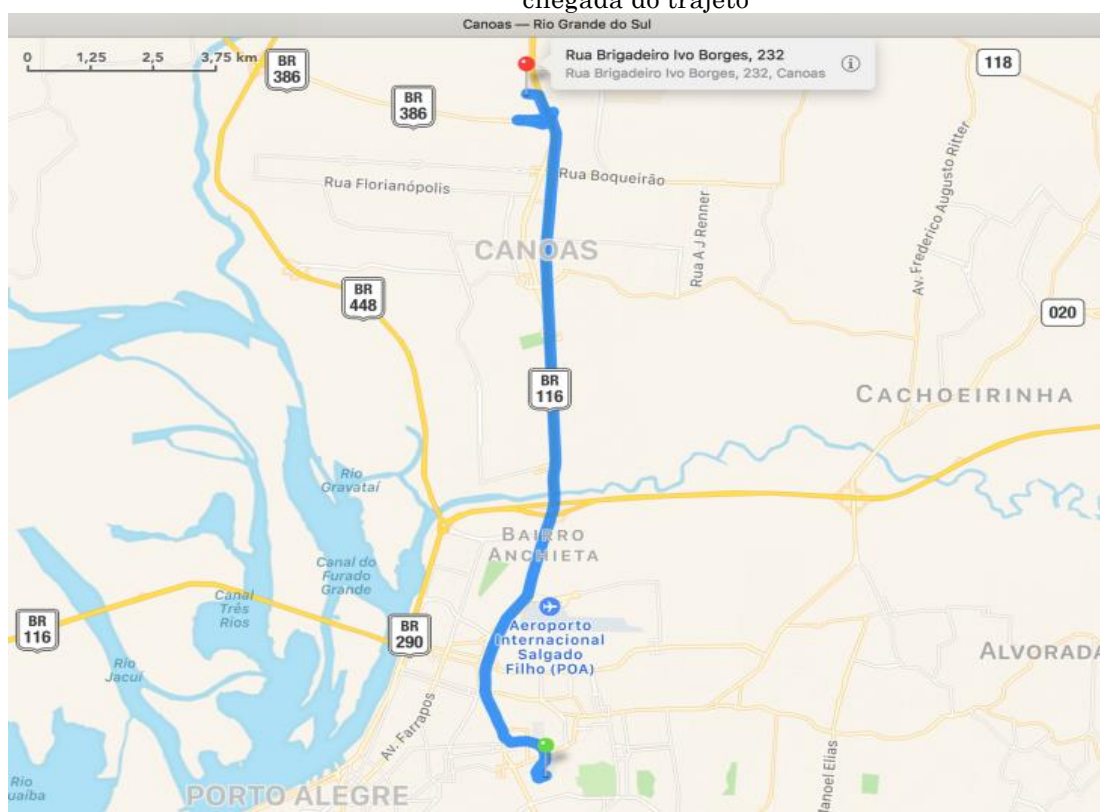 chegada do trajeto
Canoas — Rio Grande do Sul
0 1,25 2,5 3,75 km
BR
386
Rua Brigadeiro Ivo Borges, 232
Rua Brigadeiro Ivo Borges, 232, Canoas
118
BR
386
Av. Frederico Augusto Ritter
Rua Florianópolis
Rua Boqueirão
Rua A J Renner
CANOAS
BR
448
020
BR
116
CACHOEIRINHA
Rio
Gravataí
BAIRRO
ANCHIETA
Canal do
Furado
Grande
Canal
Três
Rios
BR
116
BR
290
Aeroporto
Internacional
Salgado
Filho (POA)
ALVORADA
Rio
Jacuí
Av. Farrapos
Manoel Elias
Rio
uaíba
PORTO ALEGRE